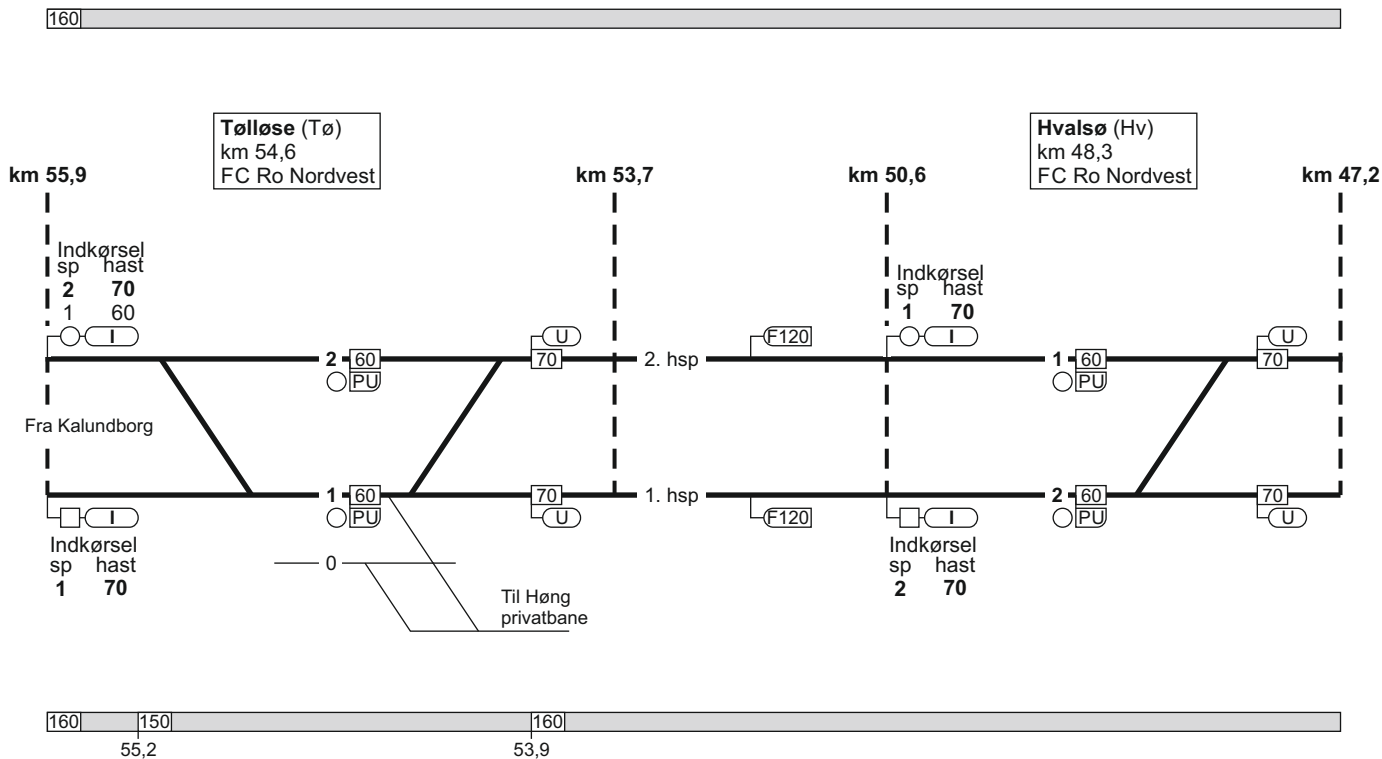 160
Tølløse (Tø)
km 54,6
FC Ro Nordvest
Hvalsø (Hv)
km 48,3
FC Ro Nordvest
km 55,9
km 53,7
km 50,6
km 47,2
Indkørsel
sp hast
2 70
1 60
I
Indkørsel
sp hast
1 70
I
U
F120
U
2 60
70
2. hsp
1 60
70
PU
PU
Fra Kalundborg
1 60
70
1. hsp
2 60
70
I
PU
U
F120
I
PU
U
Indkørsel
sp hast
1 70
Indkørsel
sp hast
2 70
0
Til Høng
privatbane
160 150 160
55,2 53,9